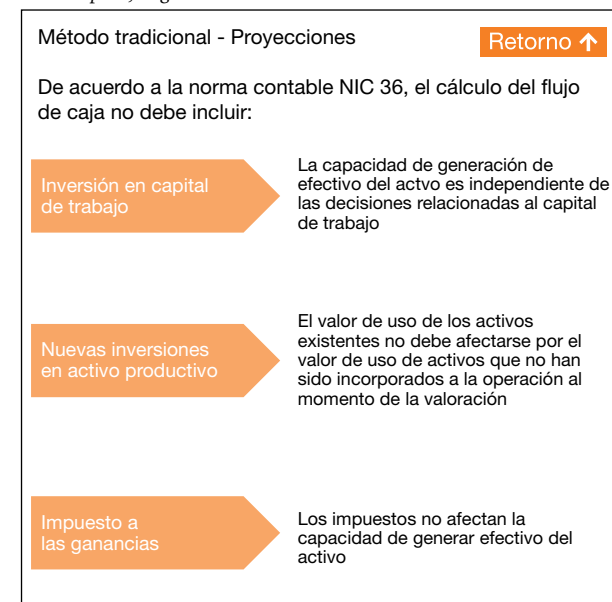 Método tradicional - Proyecciones
Retorno ↑
De acuerdo a la norma contable NIC 36, el cálculo del flujo
de caja no debe incluir:
Inversión en capital
de trabajo
La capacidad de generación de
efectivo del actvo es independiente de
las decisiones relacionadas al capital
de trabajo
Nuevas inversiones
en activo productivo
El valor de uso de los activos
existentes no debe afectarse por el
valor de uso de activos que no han
sido incorporados a la operación al
momento de la valoración
Impuesto a
las ganancias
Los impuestos no afectan la
capacidad de generar efectivo del
activo